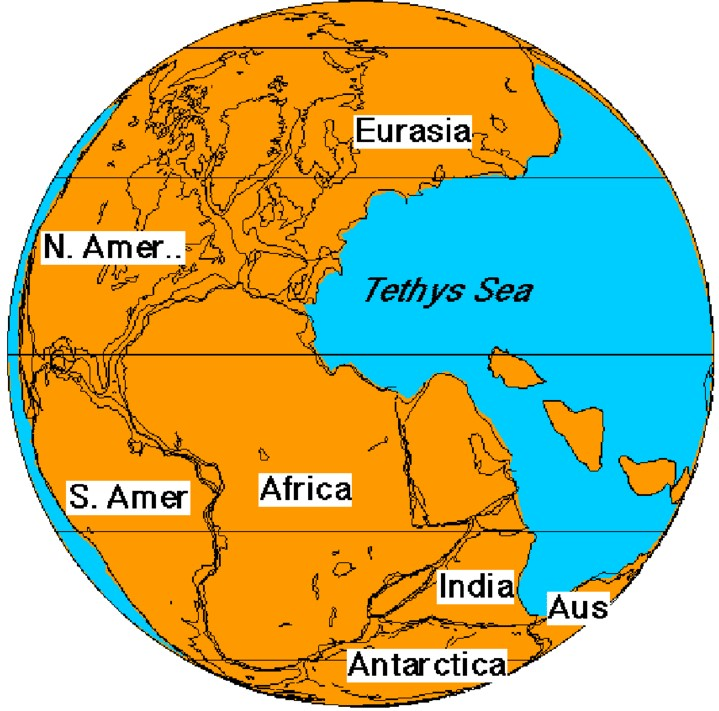 Eurasia
N. Amer..
Tethys Sea
S. Amer
Africa
India
Aus
Antarctica